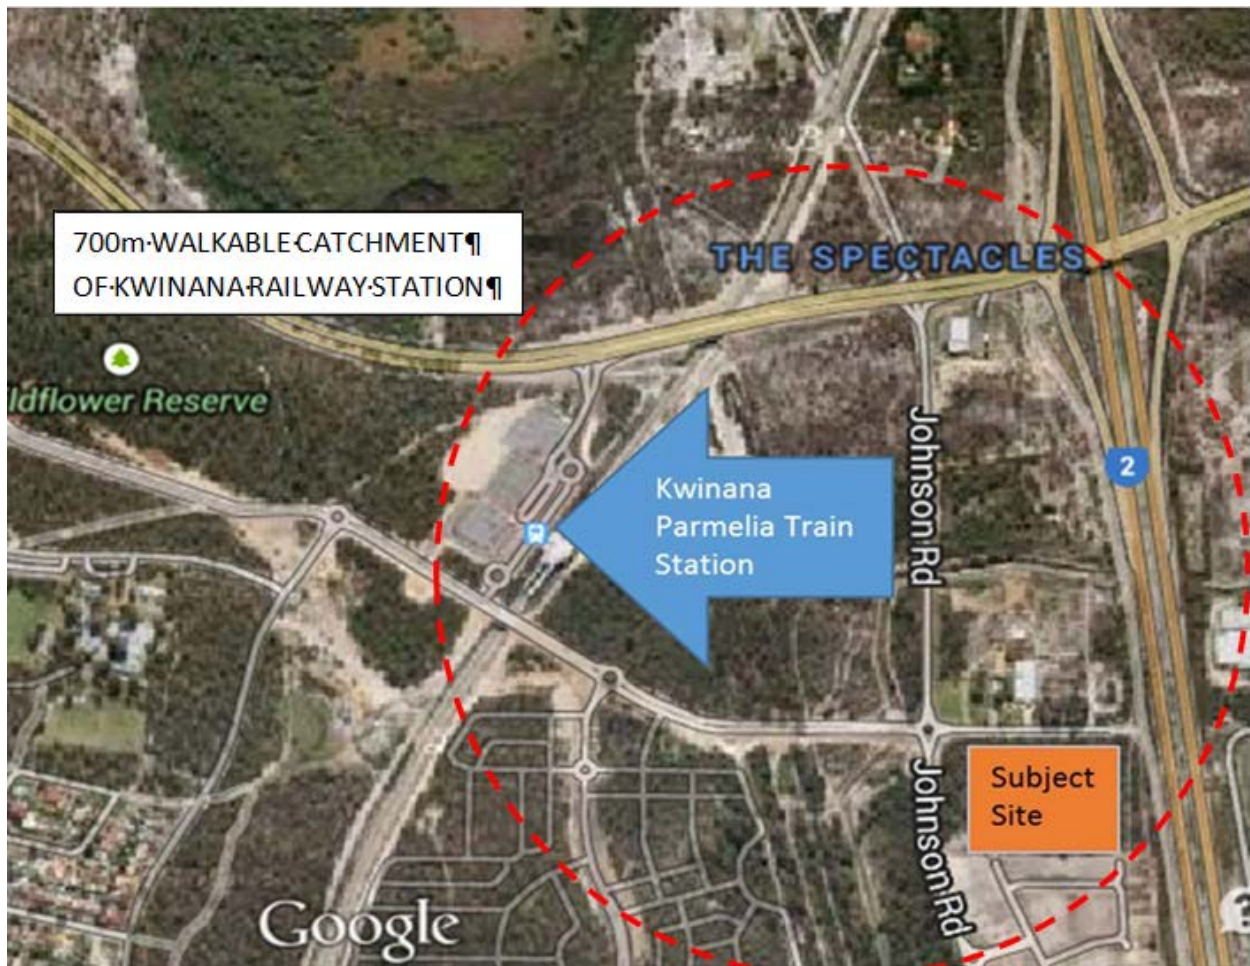 700m·WALKABLE·CATCHMENT¶
OF·KWINANA·RAILWAY·STATION¶
THE SPECTACLES
ldflower Reserve
Johnson Rd
2
Kwinana
Parmelia Train
Station
Subject
Site
Johnson Rd
Google